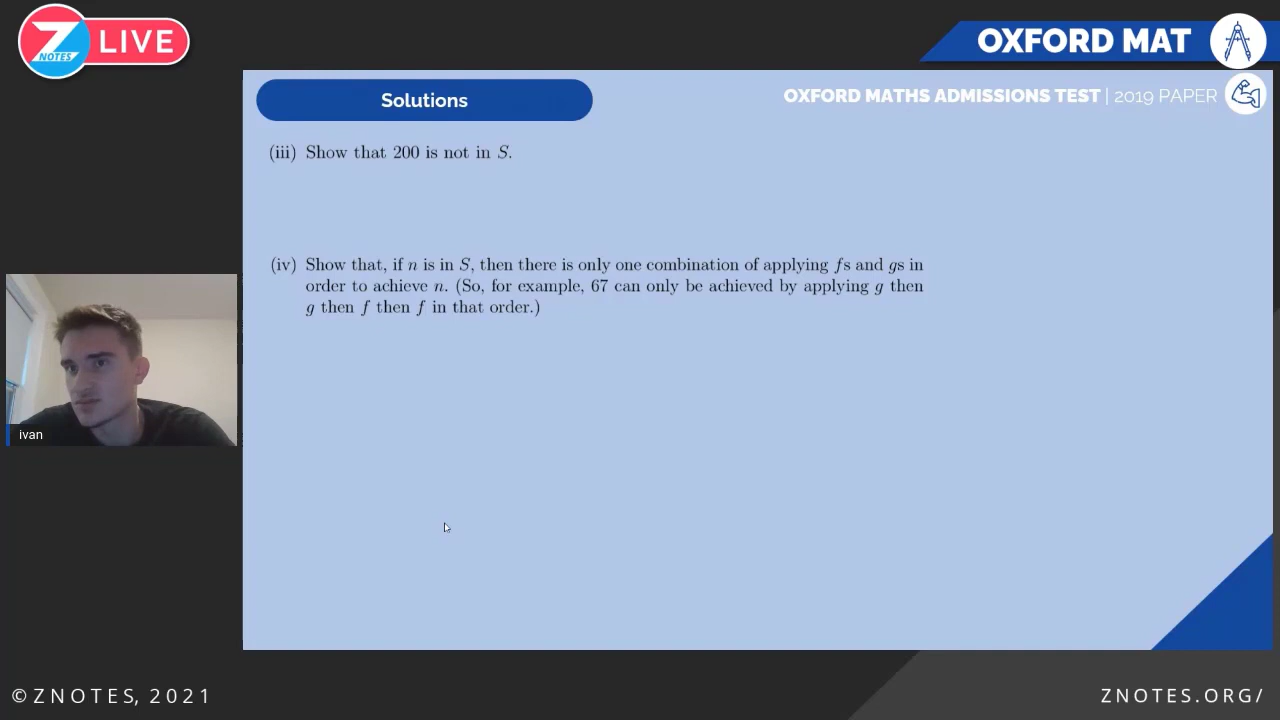 Z
NOTES
LIVE
OXFORD MAT
Solutions
OXFORD MATHS ADMISSIONS TEST | 2019 PAPER
(iii) Show that 200 is not in S.
(iv) Show that, if n is in S, then there is only one combination of applying fs and gs in
order to achieve n. (So, for example, 67 can only be achieved by applying g then
g then f then f in that order.)
ivan
© ZNOTES, 2021
ZNOTES.ORG/